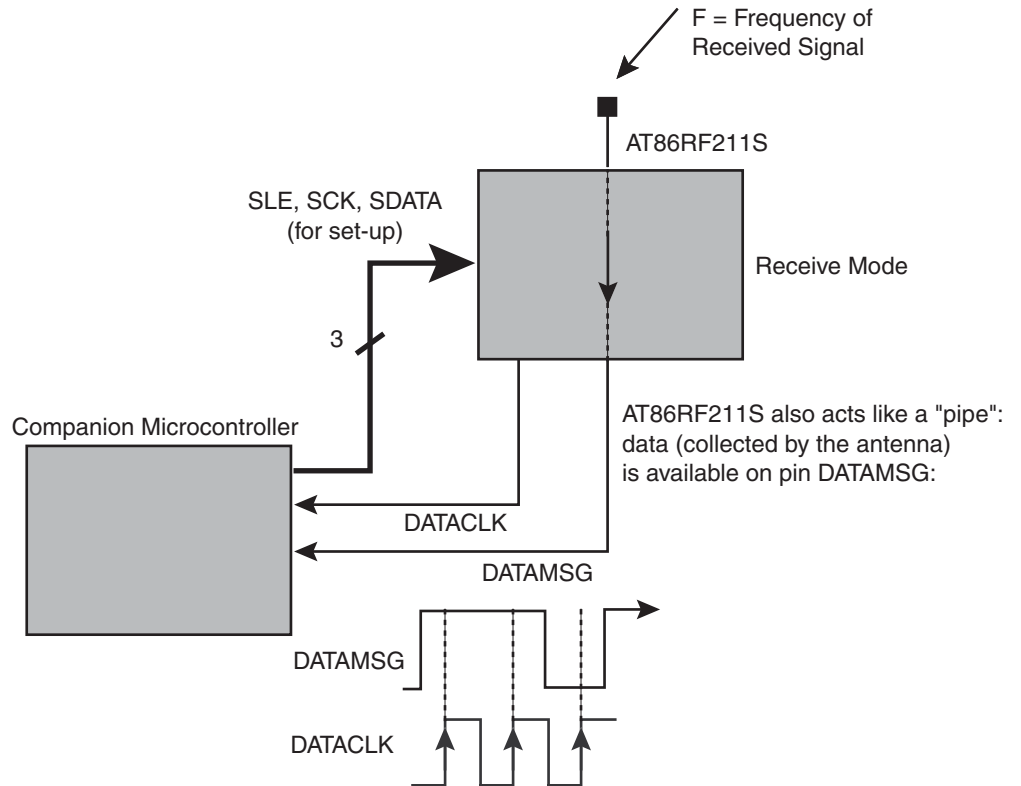 F = Frequency of
Received Signal
AT86RF211S
SLE, SCK, SDATA
(for set-up)
Receive Mode
3
AT86RF211S also acts like a "pipe":
data (collected by the antenna)
is available on pin DATAMSG:
Companion Microcontroller
DATACLK
DATAMSG
DATAMSG
DATACLK